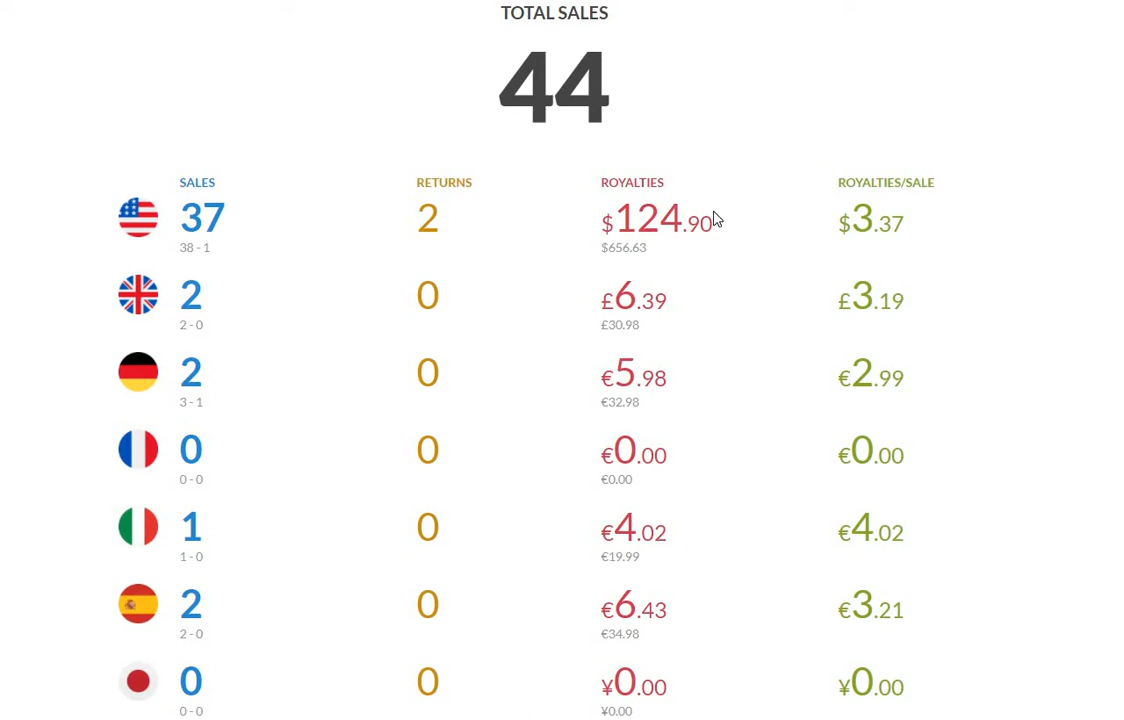 TOTAL SALES
44
SALES RETURNS ROYALTIES ROYALTIES/SALE
37 2 $124.90 $3.37
38 - 1 $656.63
2 0 £6.39 £3.19
2 - 0 £30.98
2 0 €5.98 €2.99
3 - 1 €32.98
0 0 €0.00 €0.00
0 - 0 €0.00
1 0 €4.02 €4.02
1 - 0 €19.99
2 0 €6.43 €3.21
2 - 0 €34.98
0 0 ¥0.00 ¥0.00
0 - 0 ¥0.00